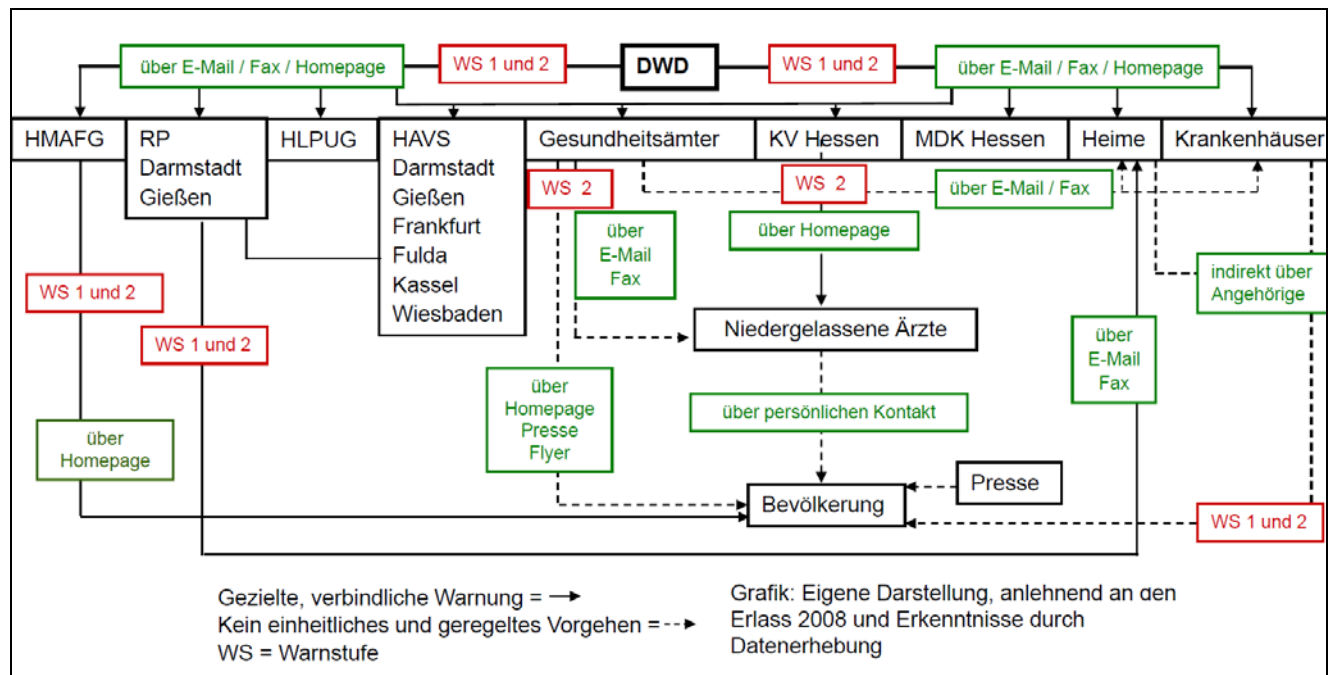 über E-Mail / Fax / Homepage
WS 1 und 2
DWD
WS 1 und 2
über E-Mail / Fax / Homepage
HMAFG
RP
Darmstadt
Gießen
HLPUG
HAVS
Darmstadt
Gießen
Frankfurt
Fulda
Kassel
Wiesbaden
Gesundheitsämter
KV Hessen
MDK Hessen
Heime
Krankenhäuser
WS 2
WS 2
über E-Mail / Fax
über
E-Mail
Fax
über Homepage
indirekt über
Angehörige
WS 1 und 2
WS 1 und 2
Niedergelassene Ärzte
über
E-Mail
Fax
über
Homepage
Presse
Flyer
über persönlichen Kontakt
über
Homepage
Presse
Bevölkerung
WS 1 und 2
Gezielte, verbindliche Warnung =
Kein einheitliches und geregeltes Vorgehen =
WS = Warnstufe
Grafik: Eigene Darstellung, anlehnend an den
Erlass 2008 und Erkenntnisse durch
Datenerhebung